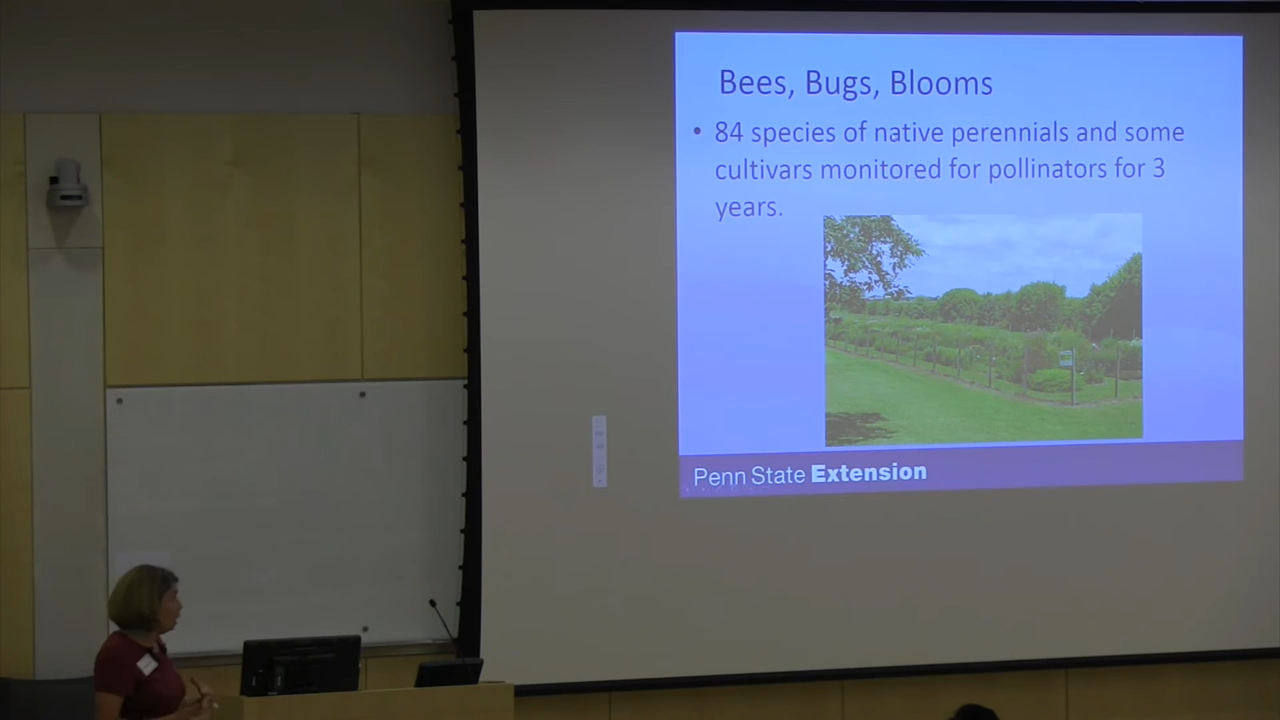 Bees, Bugs, Blooms
• 84 species of native perennials and some
cultivars monitored for pollinators for 3
years.
Penn State Extension